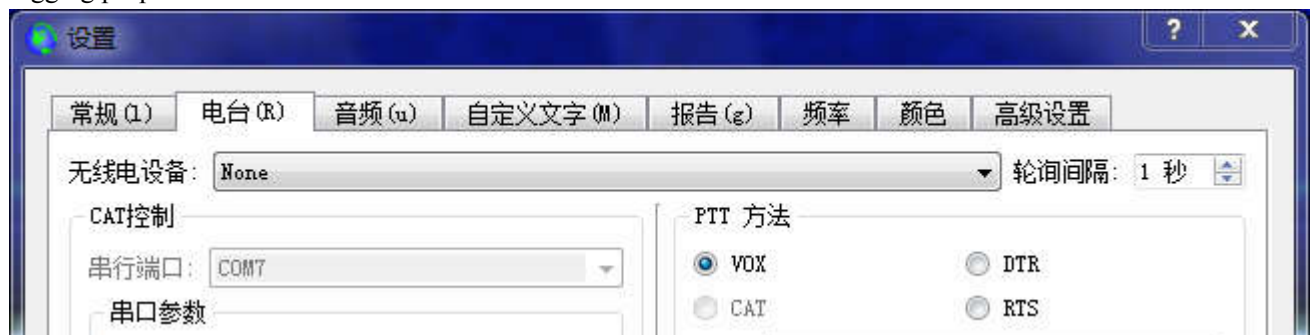 设置
常规(l) 电台(R) 音频(u) 自定义文字(M) 报告(g) 频率 颜色 高级设置
无线电设备: None 轮询间隔: 1 秒
CAT控制 PTT 方法
串行端口: COM7 VOX DTR
串口参数 CAT RTS